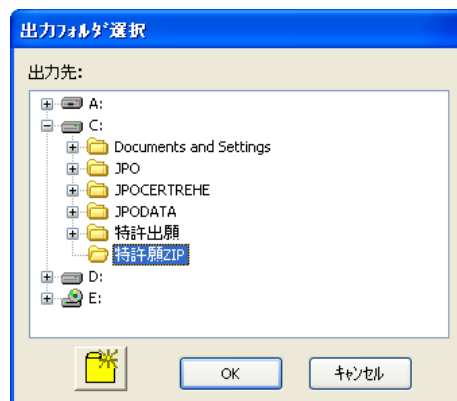 出力ﾌｫﾙﾀﾞ選択
出力先:
A:
C:
Documents and Settings
JPO
JPOCERTREHE
JPODATA
特許出願
特許願ZIP
D:
E:
OK
ｷｬﾝｾﾙ